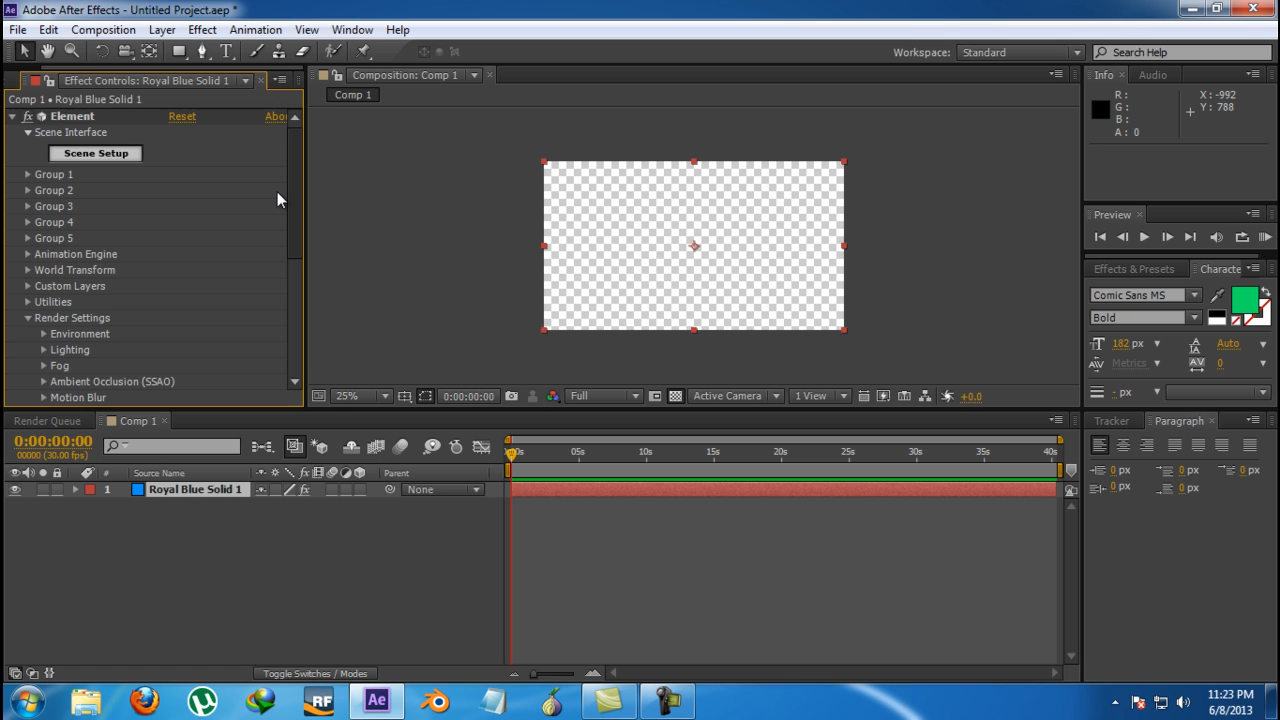 Adobe After Effects - Untitled Project.aep *
File Edit Composition Layer Effect Animation View Window Help
Workspace: Standard Search Help
Effect Controls: Royal Blue Solid 1
Comp 1 • Royal Blue Solid 1
fx Element Reset Abou
Scene Interface
Scene Setup
Group 1
Group 2
Group 3
Group 4
Group 5
Animation Engine
World Transform
Custom Layers
Utilities
Render Settings
Environment
Lighting
Fog
Ambient Occlusion (SSAO)
Motion Blur
Composition: Comp 1
Comp 1
25% 0:00:00:00 Full Active Camera 1 View +0.0
Info Audio
R : X : -992
G : Y : 788
B :
A : 0
Preview
Effects & Presets Characte
Comic Sans MS
Bold
182 px Auto
Metrics 0
- px
Render Queue Comp 1
0:00:00:00
00000 (30.00 fps)
# Source Name Parent
1 Royal Blue Solid 1 fx None
05s 10s 15s 20s 25s 30s 35s 40s
Toggle Switches / Modes
Tracker Paragraph
0 px 0 px 0 px
0 px 0 px
RF Ae
11:23 PM
6/8/2013